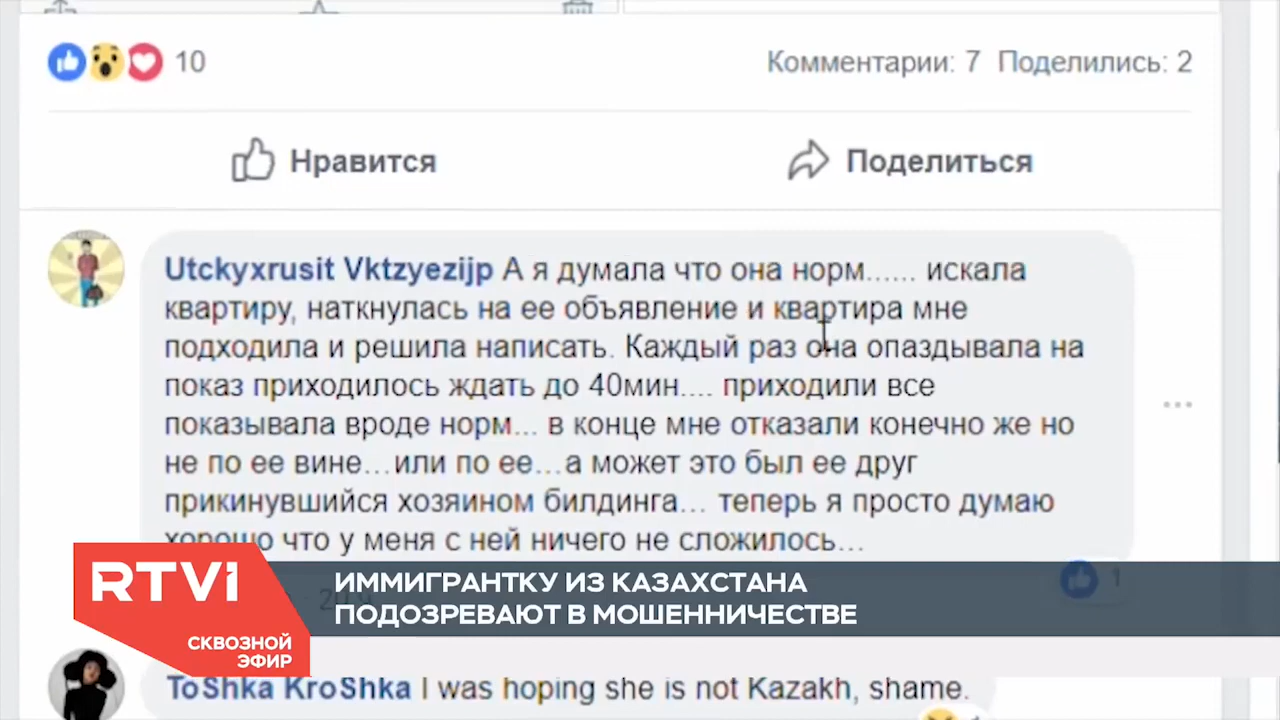 10
Комментарии: 7 Поделились: 2
Нравится
Поделиться
Utckyxrusit Vktzyezijp А я думала что она норм...... искала
квартиру, наткнулась на ее объявление и квартира мне
подходила и решила написать. Каждый раз она опаздывала на
показ приходилось ждать до 40мин.... приходили все
показывала вроде норм... в конце мне отказали конечно же но
не по ее вине...или по ее...а может это был ее друг
прикинувшийся хозяином билдинга... теперь я просто думаю
хорошо что у меня с ней ничего не сложилось...
1
RTVI
СКВОЗНОЙ
ЭФИР
ИММИГРАНТКУ ИЗ КАЗАХСТАНА
ПОДОЗРЕВАЮТ В МОШЕННИЧЕСТВЕ
ToShka KroShka I was hoping she is not Kazakh, shame.